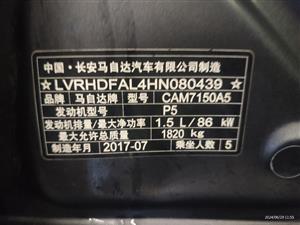 中国·长安马自达汽车有限公司制造
★LVRHDFAL4HN080439★
品牌 马自达牌 型号 CAM7150A5
发动机型号 P5
发动机排量/最大净功率 1.5 L/86 kW
最大允许总质量 1820 kg
制造年月 2017-07 乘坐人数 5
2024/06/29 11:55